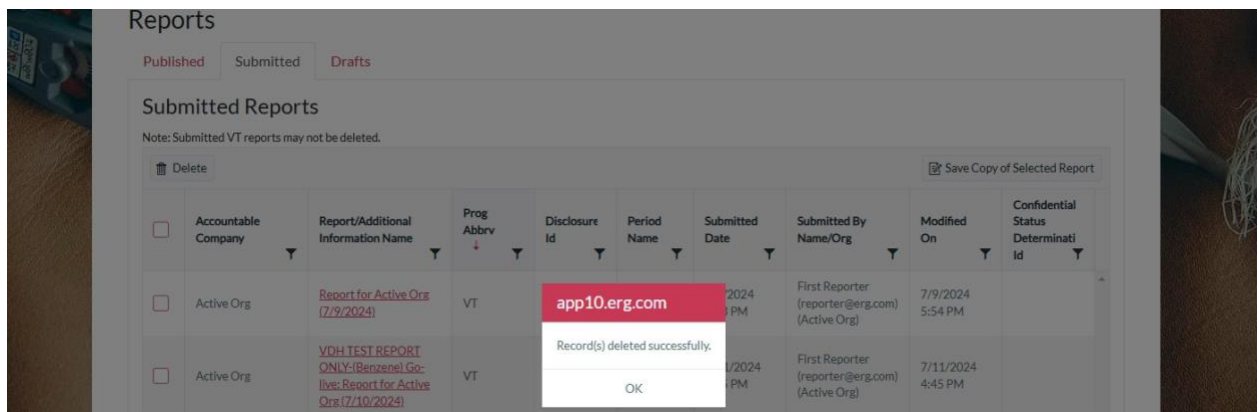 Reports
Published Submitted Drafts
Submitted Reports
Note: Submitted VT reports may not be deleted.
Delete Save Copy of Selected Report
Accountable
Company
Report/Additional
Information Name
Prog
Abbrv
Disclosure
Id
Period
Name
Submitted
Date
Submitted By
Name/Org
Modified
On
Confidential
Status
Determinati
Id
Active Org
Report for Active Org
(7/9/2024)
VT
/2024
PM
First Reporter
(reporter@erg.com)
(Active Org)
7/9/2024
5:54 PM
app10.erg.com
Record(s) deleted successfully.
OK
Active Org
VDH TEST REPORT
ONLY-(Benzene) Go-
live: Report for Active
Org (7/10/2024)
VT
/2024
PM
First Reporter
(reporter@erg.com)
(Active Org)
7/11/2024
4:45 PM